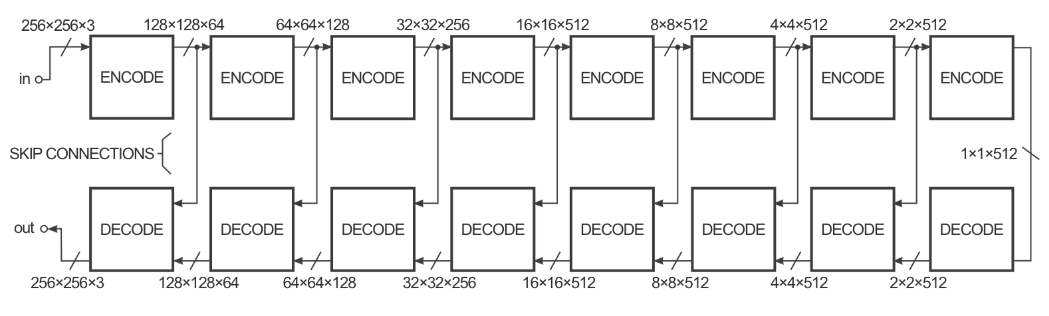 256×256×3 128×128×64 64×64×128 32×32×256 16×16×512 8×8×512 4×4×512 2×2×512
in ENCODE ENCODE ENCODE ENCODE ENCODE ENCODE ENCODE ENCODE
SKIP CONNECTIONS 1×1×512
out DECODE DECODE DECODE DECODE DECODE DECODE DECODE DECODE
256×256×3 128×128×64 64×64×128 32×32×256 16×16×512 8×8×512 4×4×512 2×2×512